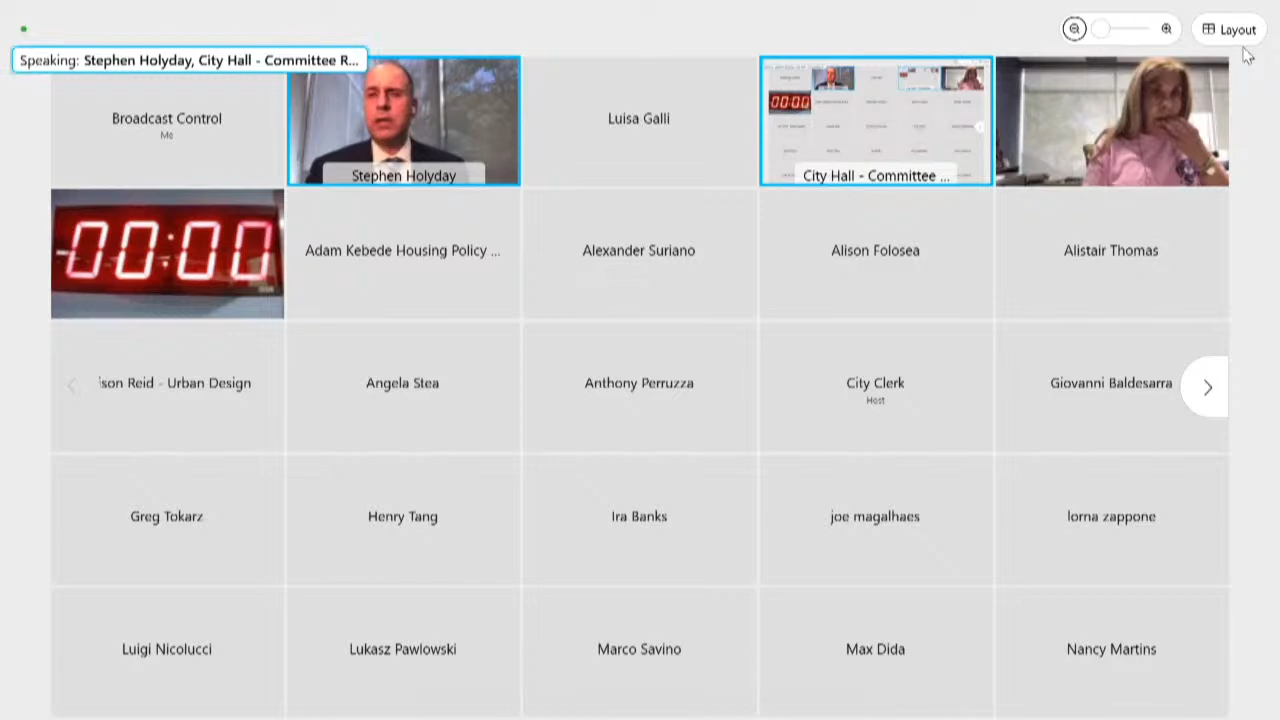 Layout
Speaking: Stephen Holyday, City Hall - Committee R...
Broadcast Control
Me
Stephen Holyday
Luisa Galli
City Hall - Committee ...
00:00
Adam Kebede Housing Policy ...
Alexander Suriano
Alison Folosea
Alistair Thomas
ison Reid - Urban Design
Angela Stea
Anthony Perruzza
City Clerk
Host
Giovanni Baldesarra
Greg Tokarz
Henry Tang
Ira Banks
joe magalhaes
lorna zappone
Luigi Nicolucci
Lukasz Pawlowski
Marco Savino
Max Dida
Nancy Martins